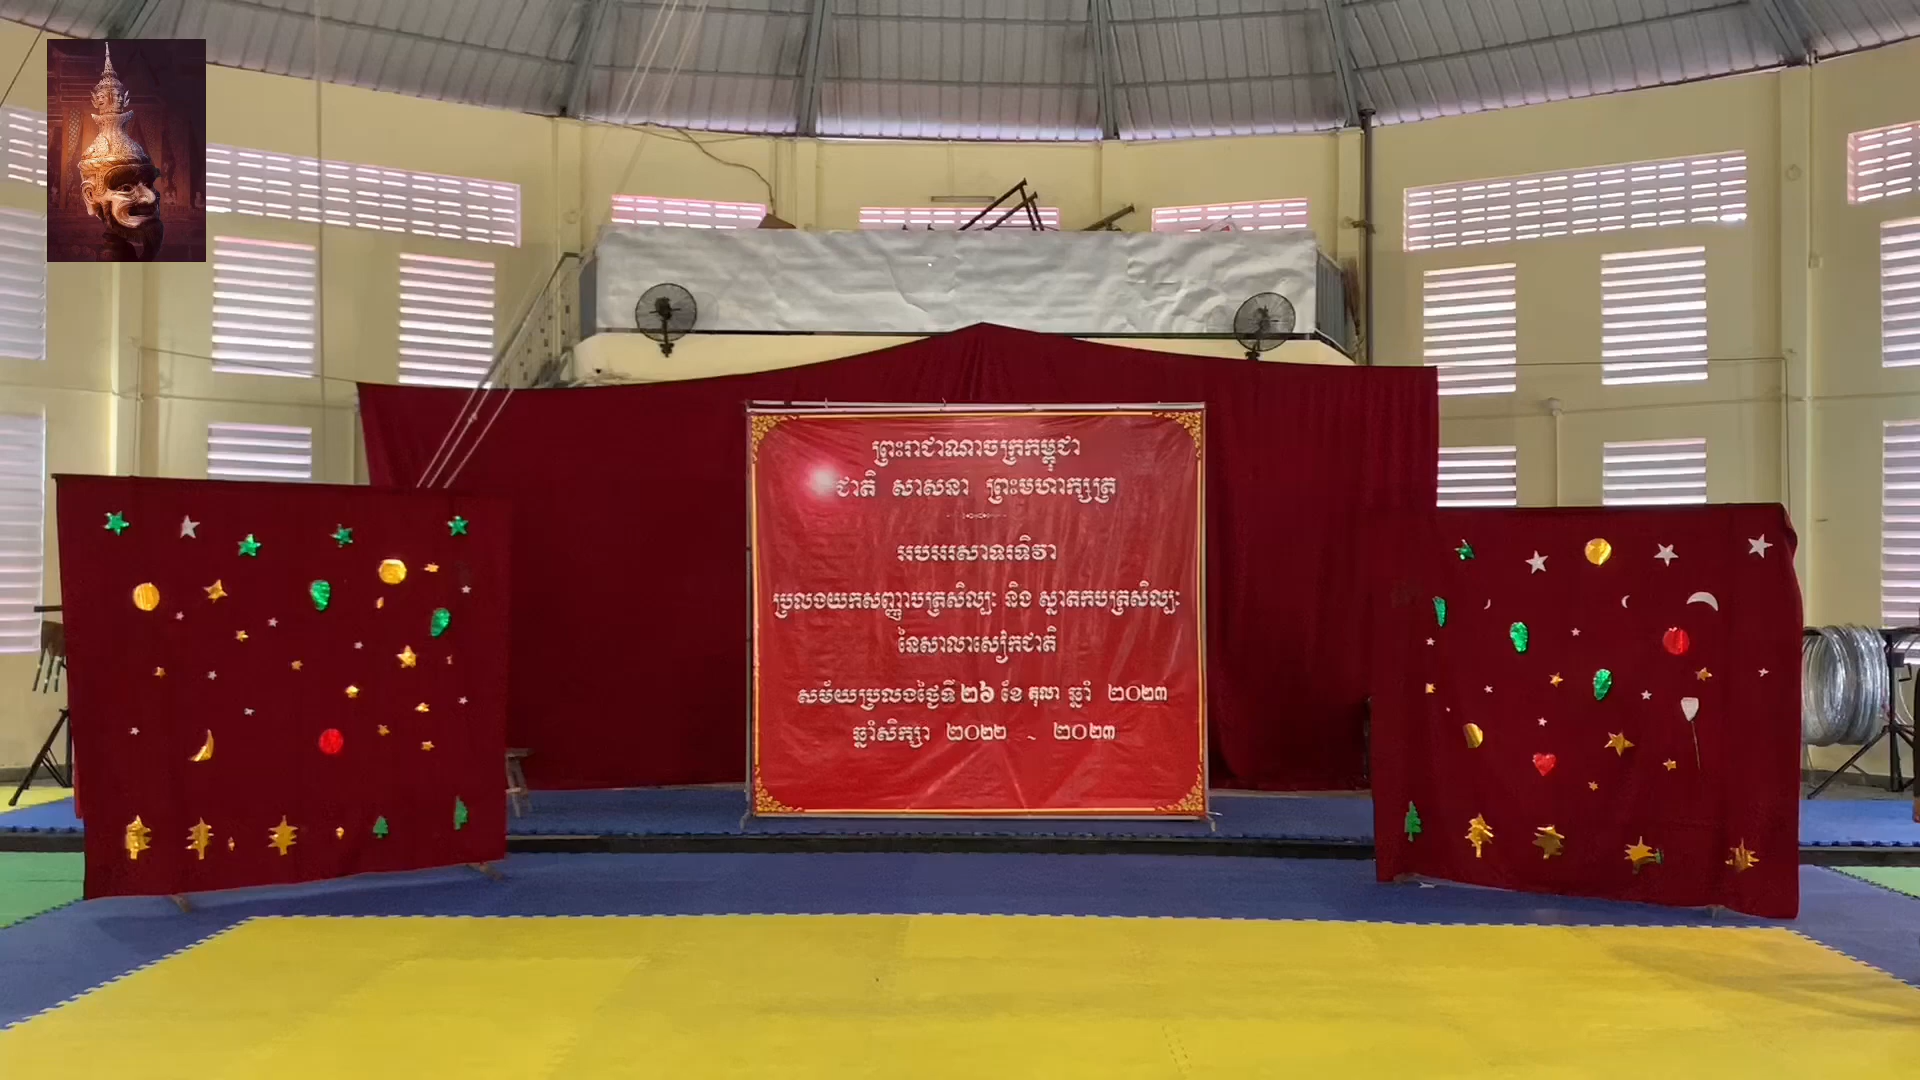 ព្រះរាជាណាចក្រកម្ពុជា
ជាតិ សាសនា ព្រះមហាក្សត្រ
អបអរសាទរទិវា
ប្រលងយកសញ្ញាបត្រសិល្បៈ និង ស្នាតកបត្រសិល្បៈ
នៃសាលាសៀកជាតិ
សម័យប្រលងថ្ងៃទី ២៦ ខែ តុលា ឆ្នាំ ២០២៣
ឆ្នាំសិក្សា ២០២២ - ២០២៣